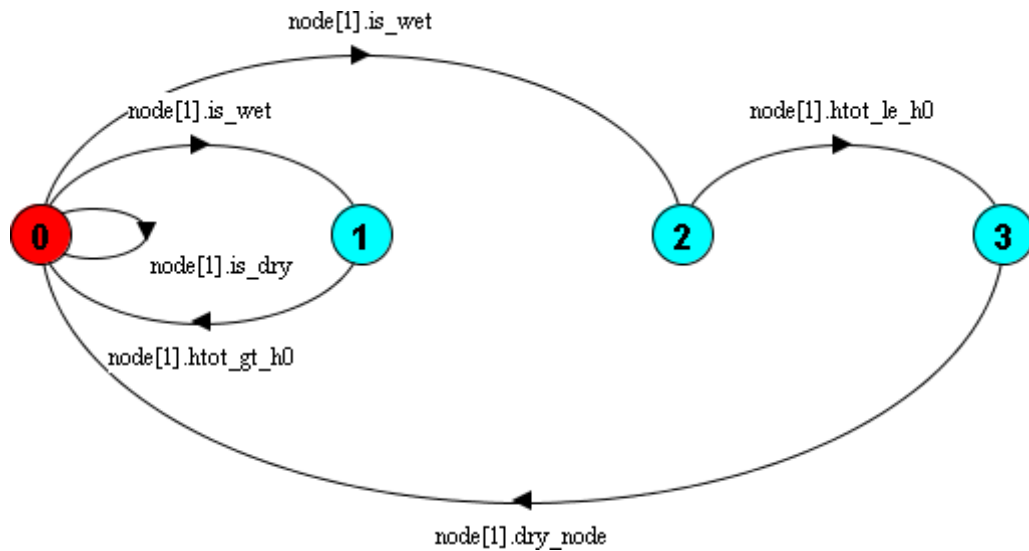 node[1].is_wet
node[1].is_wet
node[1].htot_le_h0
0
1
2
3
node[1].is_dry
node[1].htot_gt_h0
node[1].dry_node